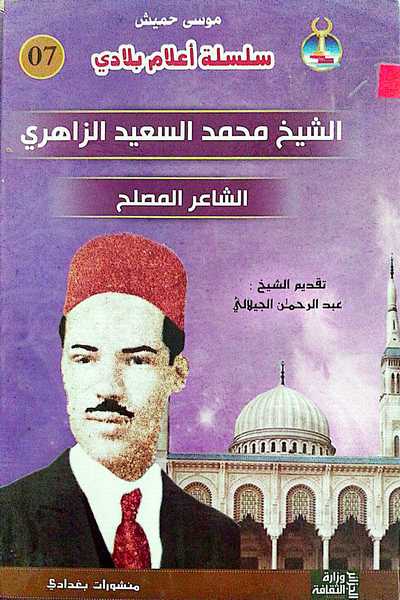 موسى حميش
سلسلة أعلام بلادي
07
الشيخ محمد السعيد الزاهري
الشاعر المصلح
تقديم الشيخ :
عبد الرحمن الجيلالي
منشورات بغدادي
وزارة
الثقافة